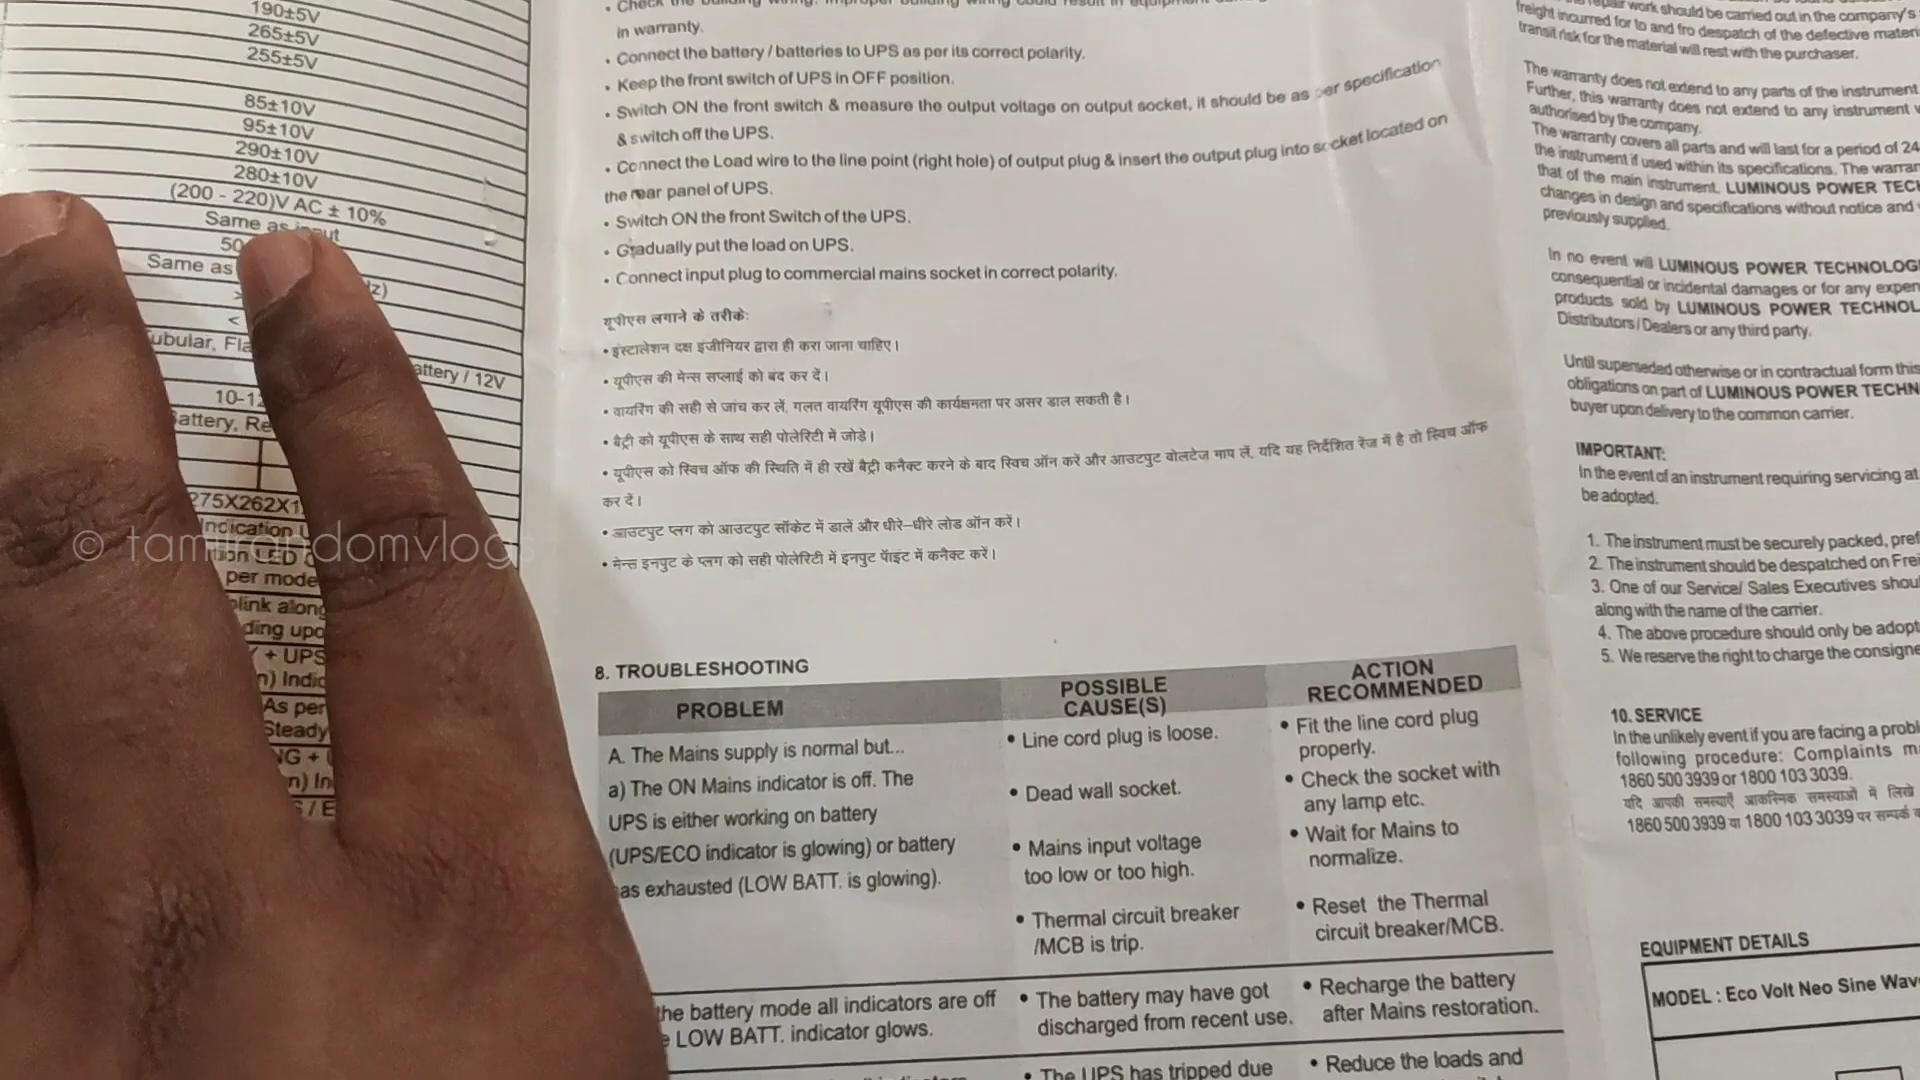 190±5V
265±5V
255±5V
85±10V
95±10V
290±10V
280±10V
(200 - 220)V AC ± 10%
Same as input
50
Same as
z)
>
<
ubular, Fla
attery / 12V
10-12
attery, Re
275X262X1
Indication
tion LED
per mode
blink along
ding upo
+ UPS
n) Indic
As per
Steady
NG +
n) In
S / E
in warranty.
• Connect the battery / batteries to UPS as per its correct polarity.
• Keep the front switch of UPS in OFF position.
• Switch ON the front switch & measure the output voltage on output socket, it should be as per specification
& switch off the UPS.
• Connect the Load wire to the line point (right hole) of output plug & insert the output plug into socket located on
the rear panel of UPS.
• Switch ON the front Switch of the UPS.
• Gradually put the load on UPS.
• Connect input plug to commercial mains socket in correct polarity.
यूपीएस लगाने के तरीके:
• इंस्टालेशन दक्ष इंजीनियर द्वारा ही करा जाना चाहिए।
• यूपीएस की मेन्स सप्लाई को बंद कर दें।
• वायरिंग की सही से जांच कर लें, गलत वायरिंग यूपीएस की कार्यक्षमता पर असर डाल सकती है।
• बैट्री को यूपीएस के साथ सही पोलेरिटी में जोडे।
• यूपीएस को स्विच ऑफ की स्थिति में ही रखें बैट्री कनैक्ट करने के बाद स्विच ऑन करें और आउटपुट वोलटेज माप लें, यदि यह निर्देशित रेंज में है तो स्विच ऑफ
कर दें।
• आउटपुट प्लग को आउटपुट सॉकेट में डालें और धीरे–धीरे लोड ऑन करें।
• मेन्स इनपुट के प्लग को सही पोलेरिटी में इनपुट पॅाइंट में कनैक्ट करें।
8. TROUBLESHOOTING
PROBLEM
POSSIBLE
CAUSE(S)
ACTION
RECOMMENDED
A. The Mains supply is normal but...
a) The ON Mains indicator is off. The
UPS is either working on battery
(UPS/ECO indicator is glowing) or battery
as exhausted (LOW BATT. is glowing).
• Line cord plug is loose.
• Dead wall socket.
• Mains input voltage
too low or too high.
• Thermal circuit breaker
/MCB is trip.
• Fit the line cord plug
properly.
• Check the socket with
any lamp etc.
• Wait for Mains to
normalize.
• Reset the Thermal
circuit breaker/MCB.
the battery mode all indicators are off
LOW BATT. indicator glows.
• The battery may have got
discharged from recent use.
• Recharge the battery
after Mains restoration.
• The UPS has tripped due
• Reduce the loads and
repair work should be carried out in the company's
freight incurred for to and fro despatch of the defective materi
transit risk for the material will rest with the purchaser.
The warranty does not extend to any parts of the instrument
Further, this warranty does not extend to any instrument
authorised by the company.
The warranty covers all parts and will last for a period of 24
the instrument if used within its specifications. The warran
that of the main instrument. LUMINOUS POWER TECH
changes in design and specifications without notice and
previously supplied.
In no event will LUMINOUS POWER TECHNOLOG
consequential or incidental damages or for any expen
products sold by LUMINOUS POWER TECHNOL
Distributors / Dealers or any third party.
Until superseded otherwise or in contractual form this
obligations on part of LUMINOUS POWER TECHN
buyer upon delivery to the common carrier.
IMPORTANT:
In the event of an instrument requiring servicing at
be adopted.
1. The instrument must be securely packed, pref
2. The instrument should be despatched on Frei
3. One of our Service/ Sales Executives shou
along with the name of the carrier.
4. The above procedure should only be adopt
5. We reserve the right to charge the consigne
10. SERVICE
In the unlikely event if you are facing a probl
following procedure: Complaints m
1860 500 3939 or 1800 103 3039.
यदि आपकी समस्याएँ आकस्मिक समस्याओं में लिखे
1860 500 3939 या 1800 103 3039 पर सम्पर्क
EQUIPMENT DETAILS
MODEL : Eco Volt Neo Sine Wav
© tamilrandomvlogs